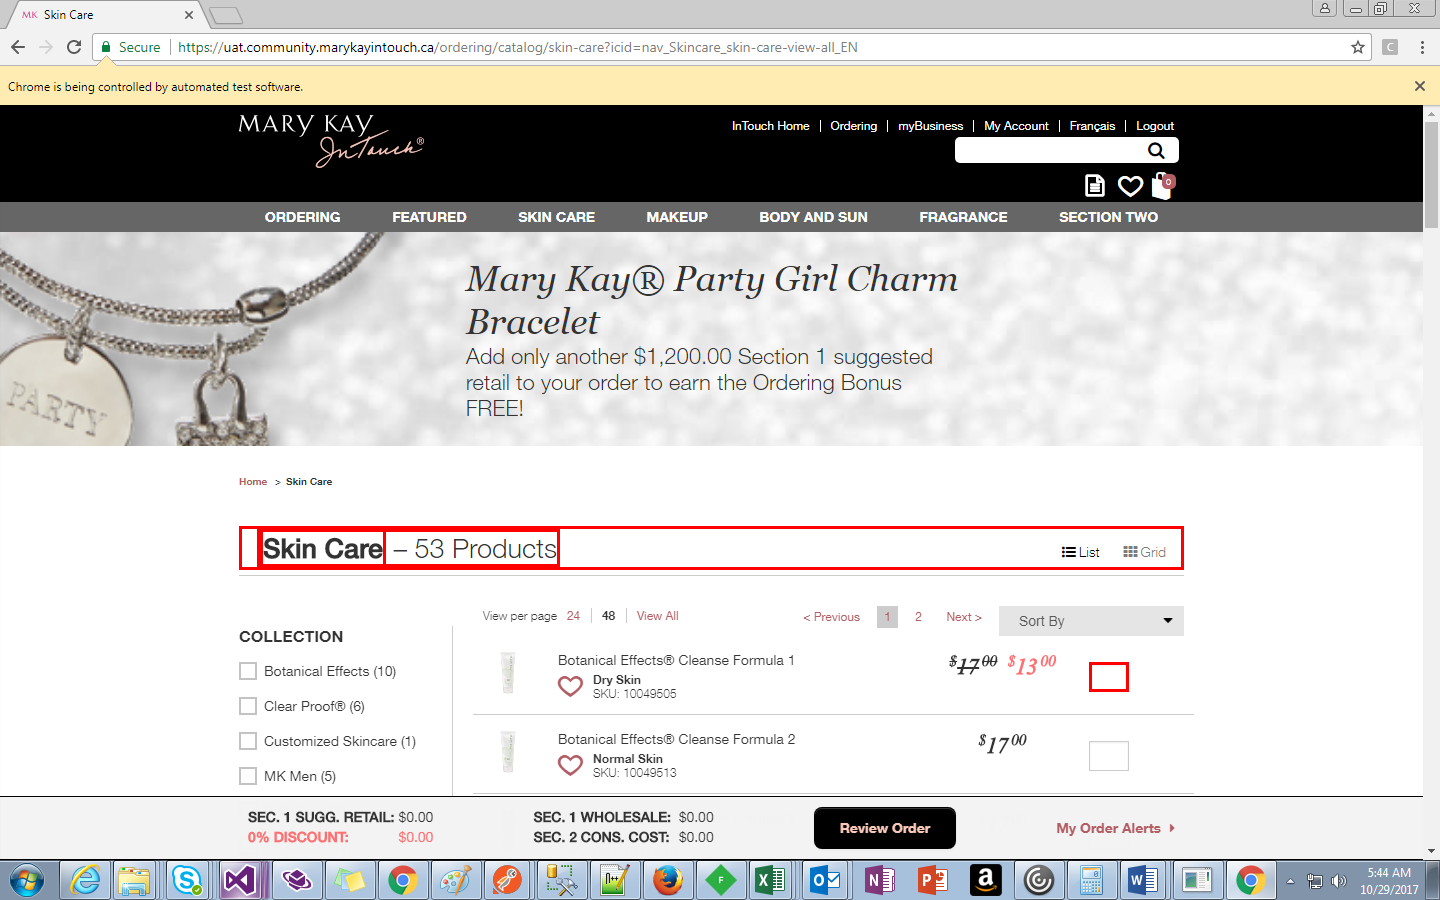 MK Skin Care
Secure https://uat.community.marykayintouch.ca/ordering/catalog/skin-care?icid=nav_Skincare_skin-care-view-all_EN
C
Chrome is being controlled by automated test software.
MARY KAY
InTouch®
InTouch Home | Ordering | myBusiness | My Account | Français | Logout
0
ORDERING FEATURED SKIN CARE MAKEUP BODY AND SUN FRAGRANCE SECTION TWO
PARTY
Mary Kay® Party Girl Charm
Bracelet
Add only another $1,200.00 Section 1 suggested
retail to your order to earn the Ordering Bonus
FREE!
Home > Skin Care
Skin Care – 53 Products
List Grid
View per page 24 | 48 | View All
< Previous 1 2 Next >
Sort By
COLLECTION
Botanical Effects (10)
Clear Proof® (6)
Customized Skincare (1)
MK Men (5)
Botanical Effects® Cleanse Formula 1
Dry Skin
SKU: 10049505
$17 00 $13 00
Botanical Effects® Cleanse Formula 2
Normal Skin
SKU: 10049513
$17 00
SEC. 1 SUGG. RETAIL: $0.00
0% DISCOUNT: $0.00
SEC. 1 WHOLESALE: $0.00
SEC. 2 CONS. COST: $0.00
Review Order
My Order Alerts
5:44 AM
10/29/2017